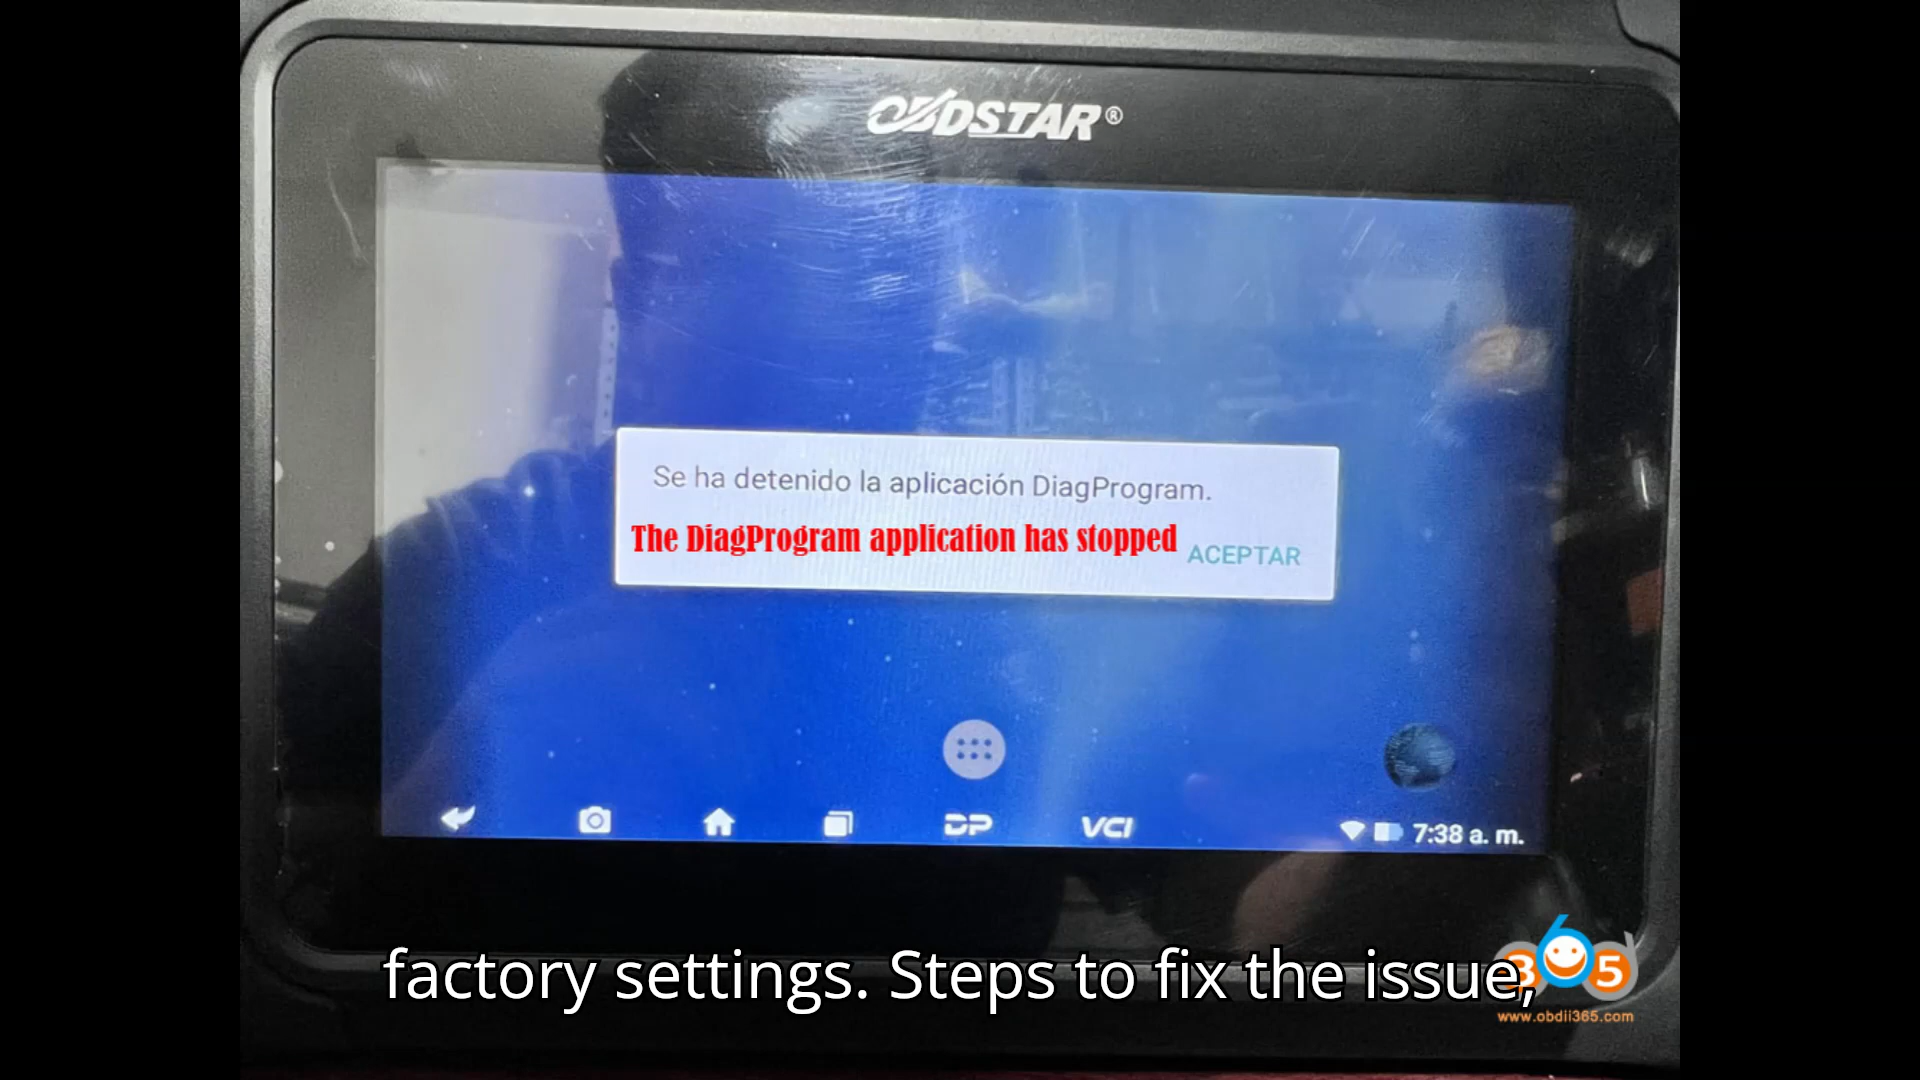 OBDSTAR®
Se ha detenido la aplicación DiagProgram.
The DiagProgram application has stopped
ACEPTAR
DP
VCI
7:38 a. m.
factory settings. Steps to fix the issue,
365
www.obdii365.com